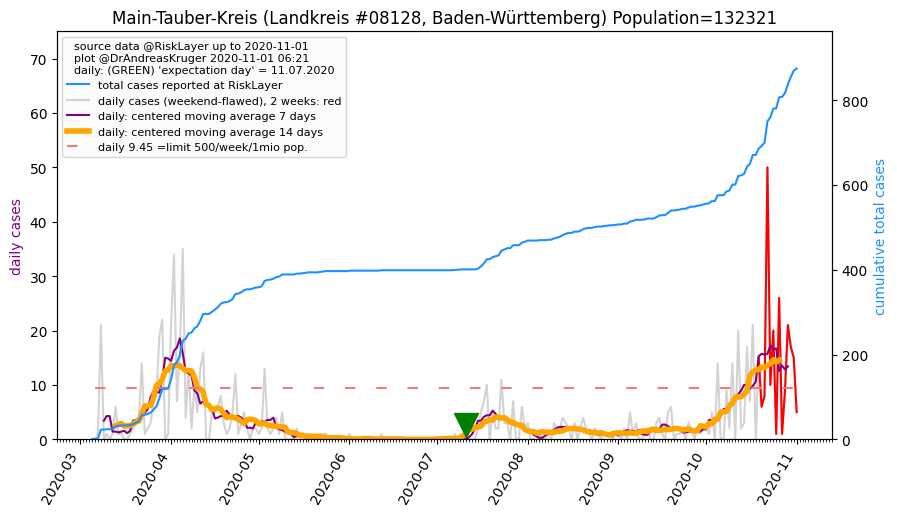 Main-Tauber-Kreis (Landkreis #08128, Baden-Württemberg) Population=132321
source data @RiskLayer up to 2020-11-01
plot @DrAndreasKruger 2020-11-01 06:21
daily: (GREEN) 'expectation day' = 11.07.2020
total cases reported at RiskLayer
daily cases (weekend-flawed), 2 weeks: red
daily: centered moving average 7 days
daily: centered moving average 14 days
daily 9.45 =limit 500/week/1mio pop.
daily cases
70
60
50
40
30
20
10
0
cumulative total cases
800
600
400
200
0
2020-03
2020-04
2020-05
2020-06
2020-07
2020-08
2020-09
2020-10
2020-11